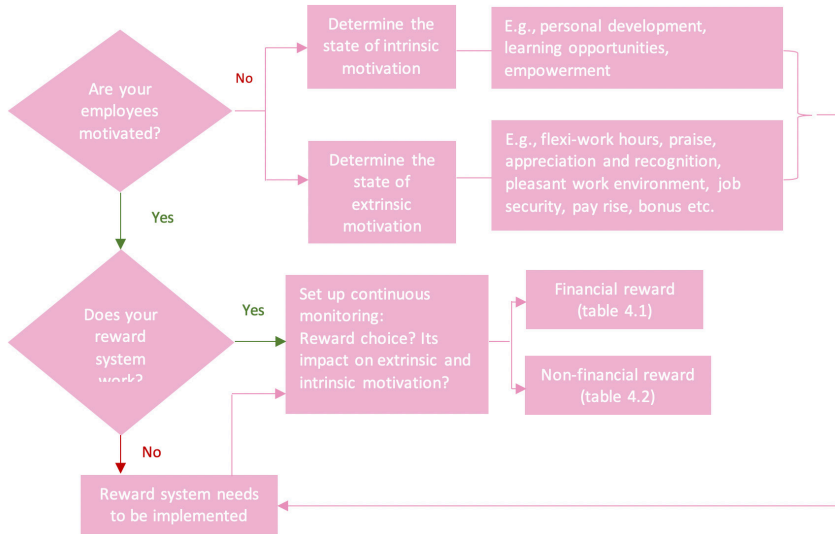 Are your
employees
motivated?
No
Determine the
state of intrinsic
motivation
E.g., personal development,
learning opportunities,
empowerment
Determine the
state of
extrinsic
motivation
E.g., flexi-work hours, praise,
appreciation and recognition,
pleasant work environment, job
security, pay rise, bonus etc.
Yes
Does your
reward
system
work?
Yes
Set up continuous
monitoring:
Reward choice? Its
impact on extrinsic and
intrinsic motivation?
Financial reward
(table 4.1)
Non-financial reward
(table 4.2)
No
Reward system needs
to be implemented